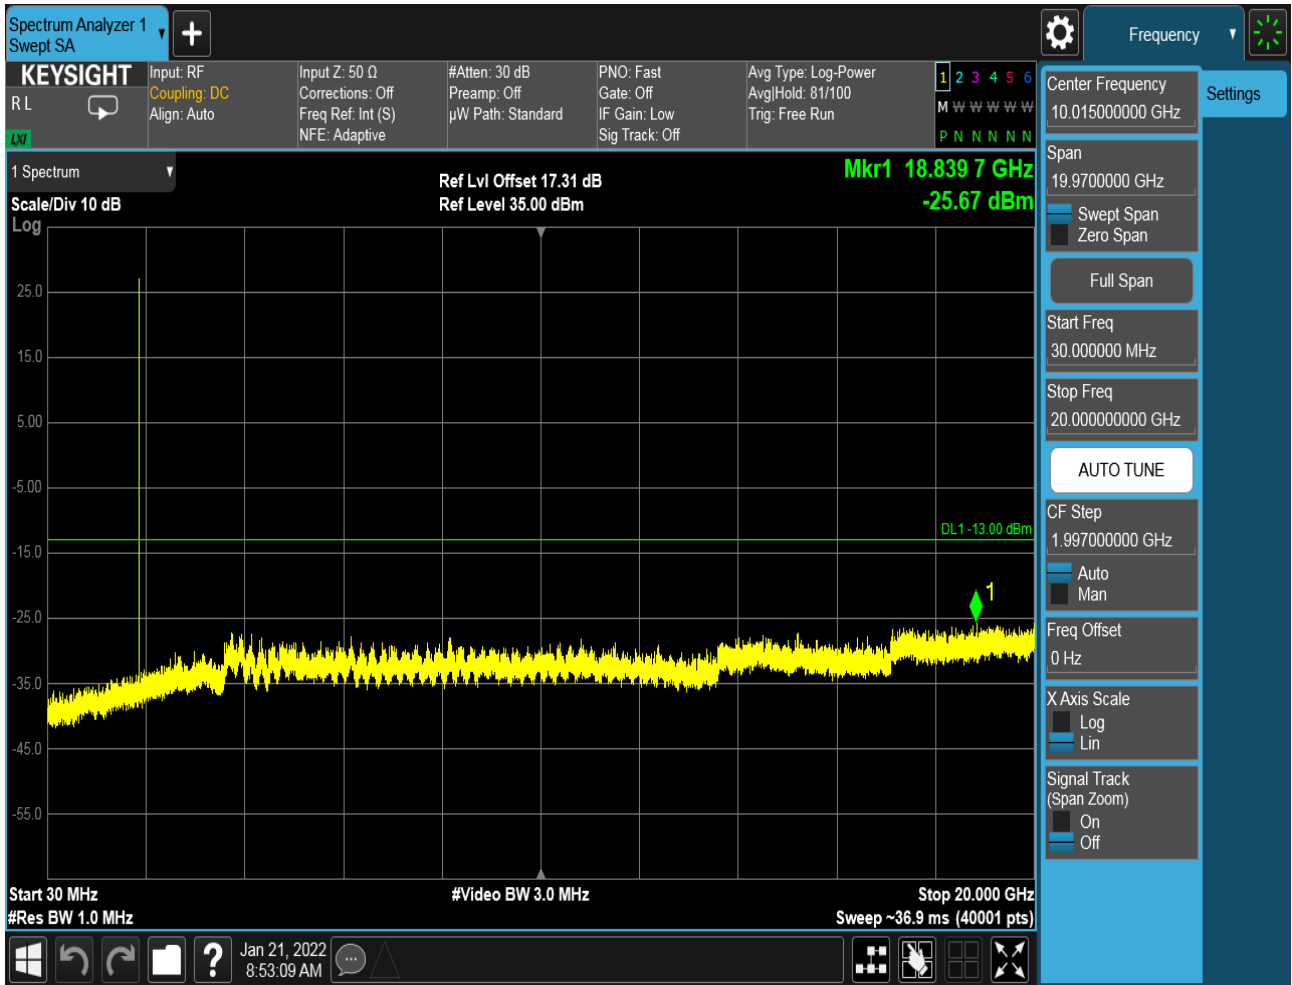 Spectrum Analyzer 1
Swept SA
Frequency
KEYSIGHT
R L
LXI
Input: RF
Coupling: DC
Align: Auto
Input Z: 50 Ω
Corrections: Off
Freq Ref: Int (S)
NFE: Adaptive
#Atten: 30 dB
Preamp: Off
µW Path: Standard
PNO: Fast
Gate: Off
IF Gain: Low
Sig Track: Off
Avg Type: Log-Power
Avg|Hold: 81/100
Trig: Free Run
1 2 3 4 5 6
M W W W W W
P N N N N N
1 Spectrum
Scale/Div 10 dB
Log
Ref Lvl Offset 17.31 dB
Ref Level 35.00 dBm
Mkr1 18.839 7 GHz
-25.67 dBm
25.0
15.0
5.00
-5.00
DL1 -13.00 dBm
-15.0
1
-25.0
-35.0
-45.0
-55.0
Start 30 MHz
#Video BW 3.0 MHz
Stop 20.000 GHz
#Res BW 1.0 MHz
Sweep ~36.9 ms (40001 pts)
?
Jan 21, 2022
8:53:09 AM
Center Frequency
10.015000000 GHz
Settings
Span
19.9700000 GHz
Swept Span
Zero Span
Full Span
Start Freq
30.000000 MHz
Stop Freq
20.000000000 GHz
AUTO TUNE
CF Step
1.997000000 GHz
Auto
Man
Freq Offset
0 Hz
X Axis Scale
Log
Lin
Signal Track
(Span Zoom)
On
Off